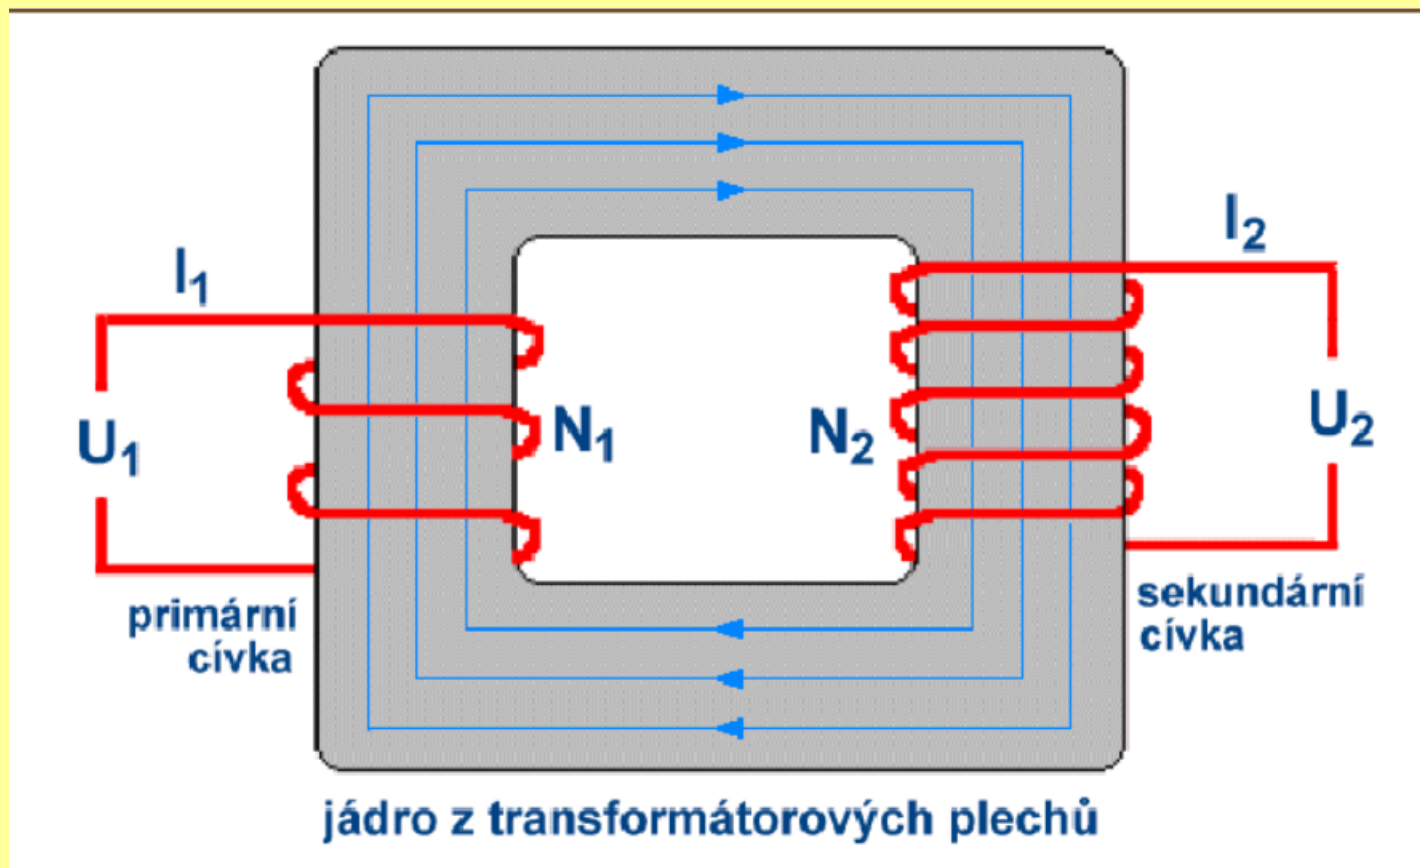 I₁
I₂
U₁
N₁
N₂
U₂
primární
cívka
sekundární
cívka
jádro z transformátorových plechů